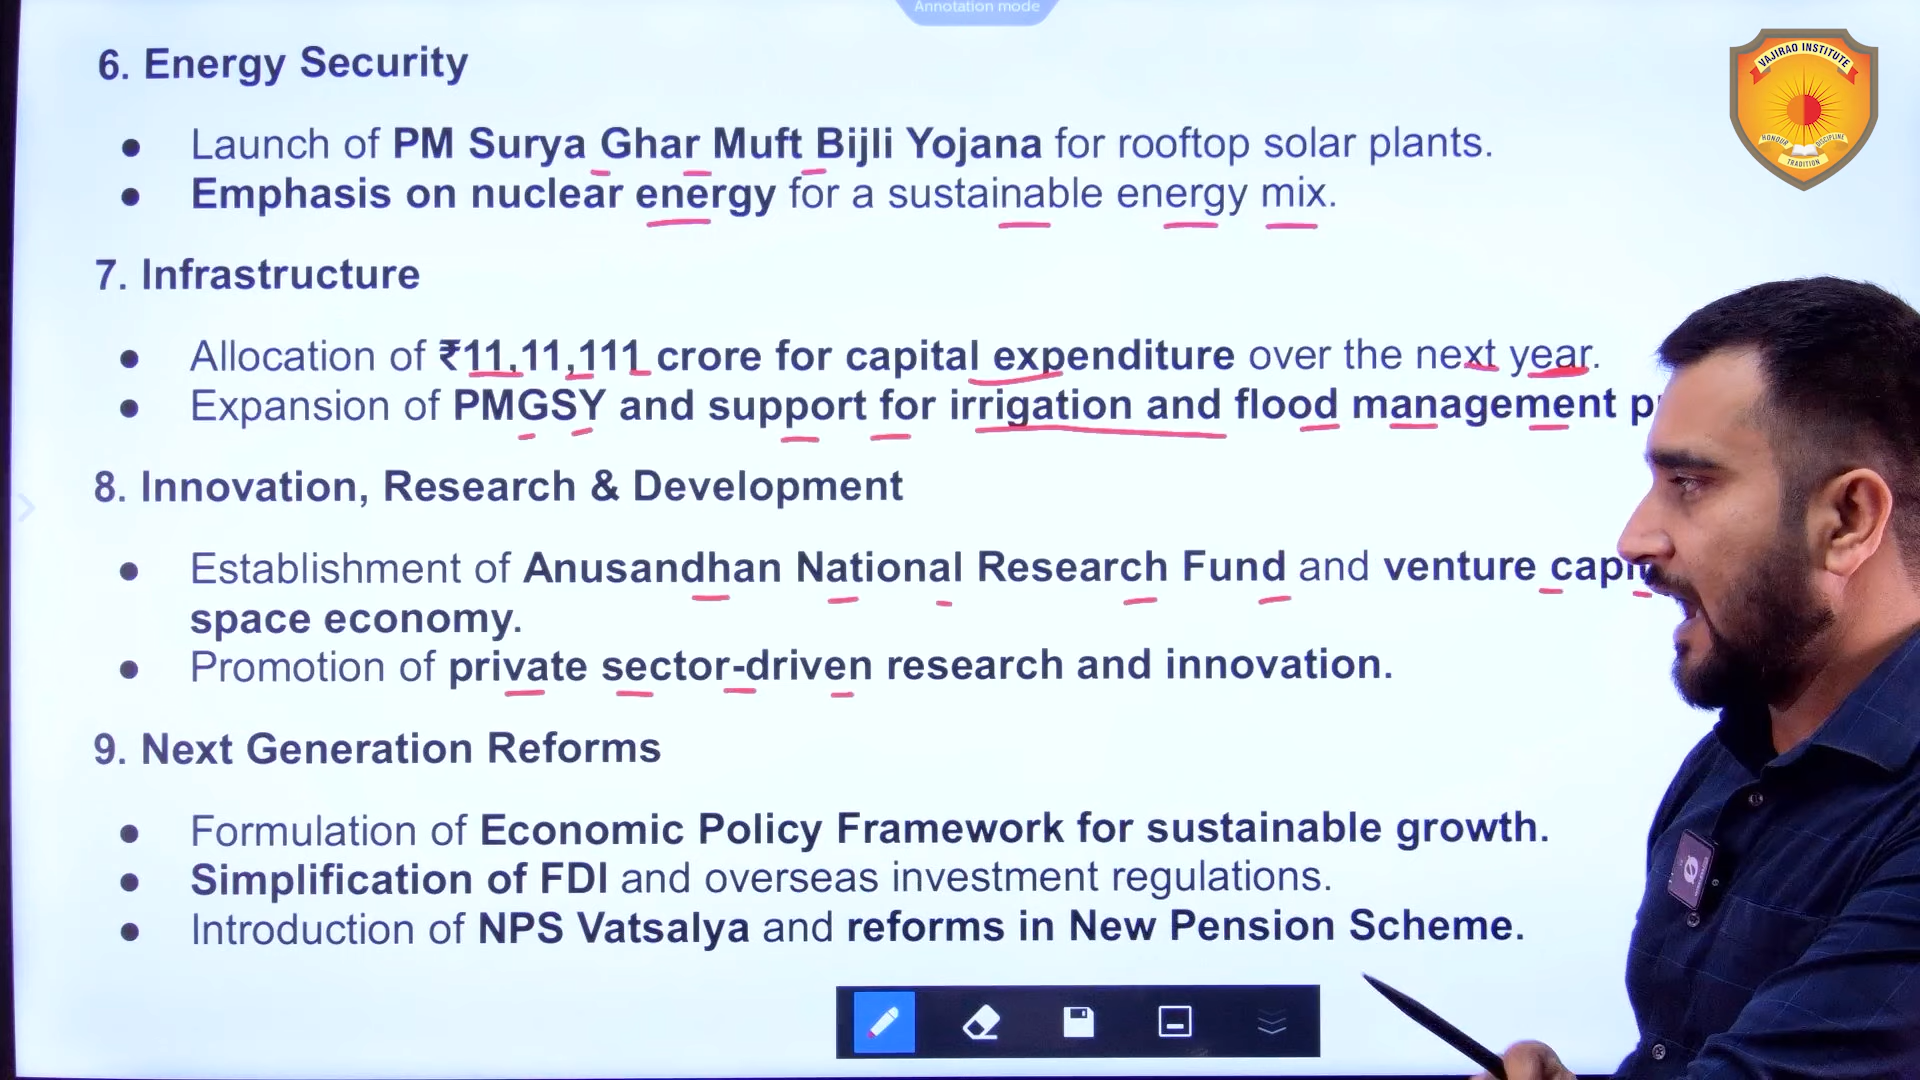 Annotation mode
VAJIRAO INSTITUTE
HONOUR DISCIPLINE
TRADITION
6. Energy Security
● Launch of PM Surya Ghar Muft Bijli Yojana for rooftop solar plants.
● Emphasis on nuclear energy for a sustainable energy mix.
7. Infrastructure
● Allocation of ₹11,11,111 crore for capital expenditure over the next year.
● Expansion of PMGSY and support for irrigation and flood management
8. Innovation, Research & Development
● Establishment of Anusandhan National Research Fund and venture
space economy.
● Promotion of private sector-driven research and innovation.
9. Next Generation Reforms
● Formulation of Economic Policy Framework for sustainable growth.
● Simplification of FDI and overseas investment regulations.
● Introduction of NPS Vatsalya and reforms in New Pension Scheme.